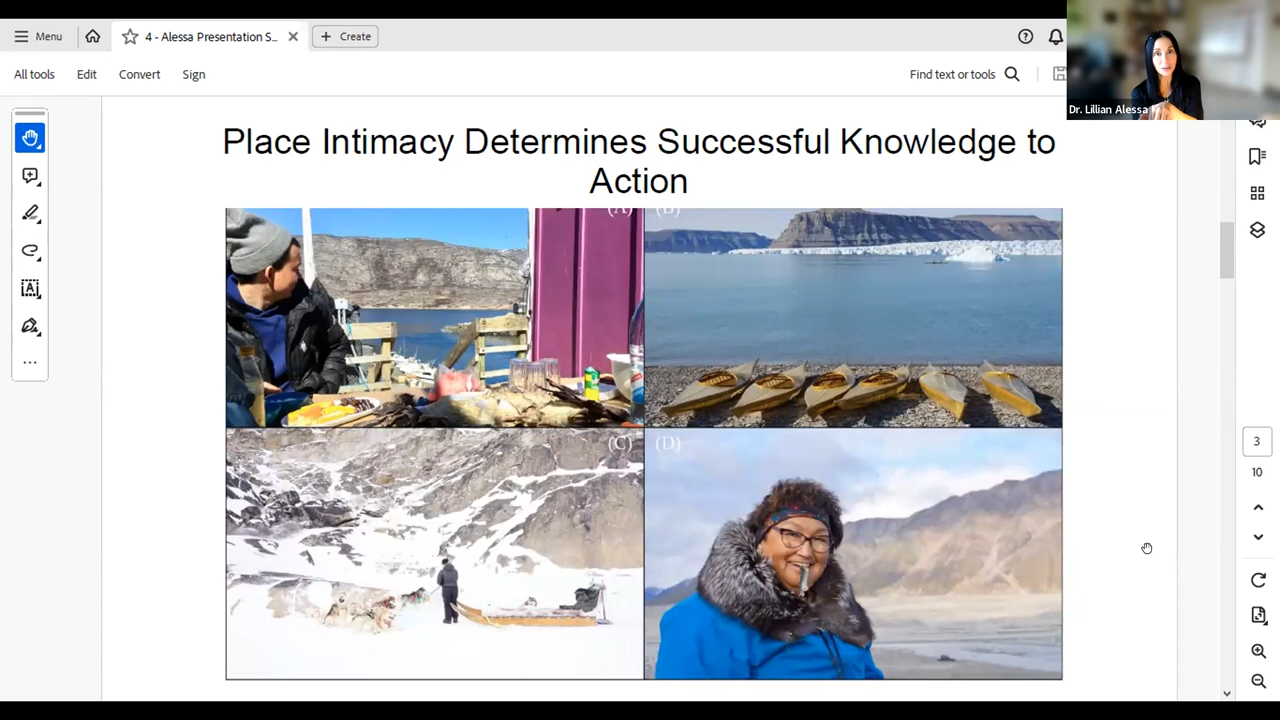 Menu
4 - Alessa Presentation S...
Create
All tools
Edit
Convert
Sign
Find text or tools
Dr. Lillian Alessa
Place Intimacy Determines Successful Knowledge to
Action
(A)
(B)
(C)
(D)
3
10